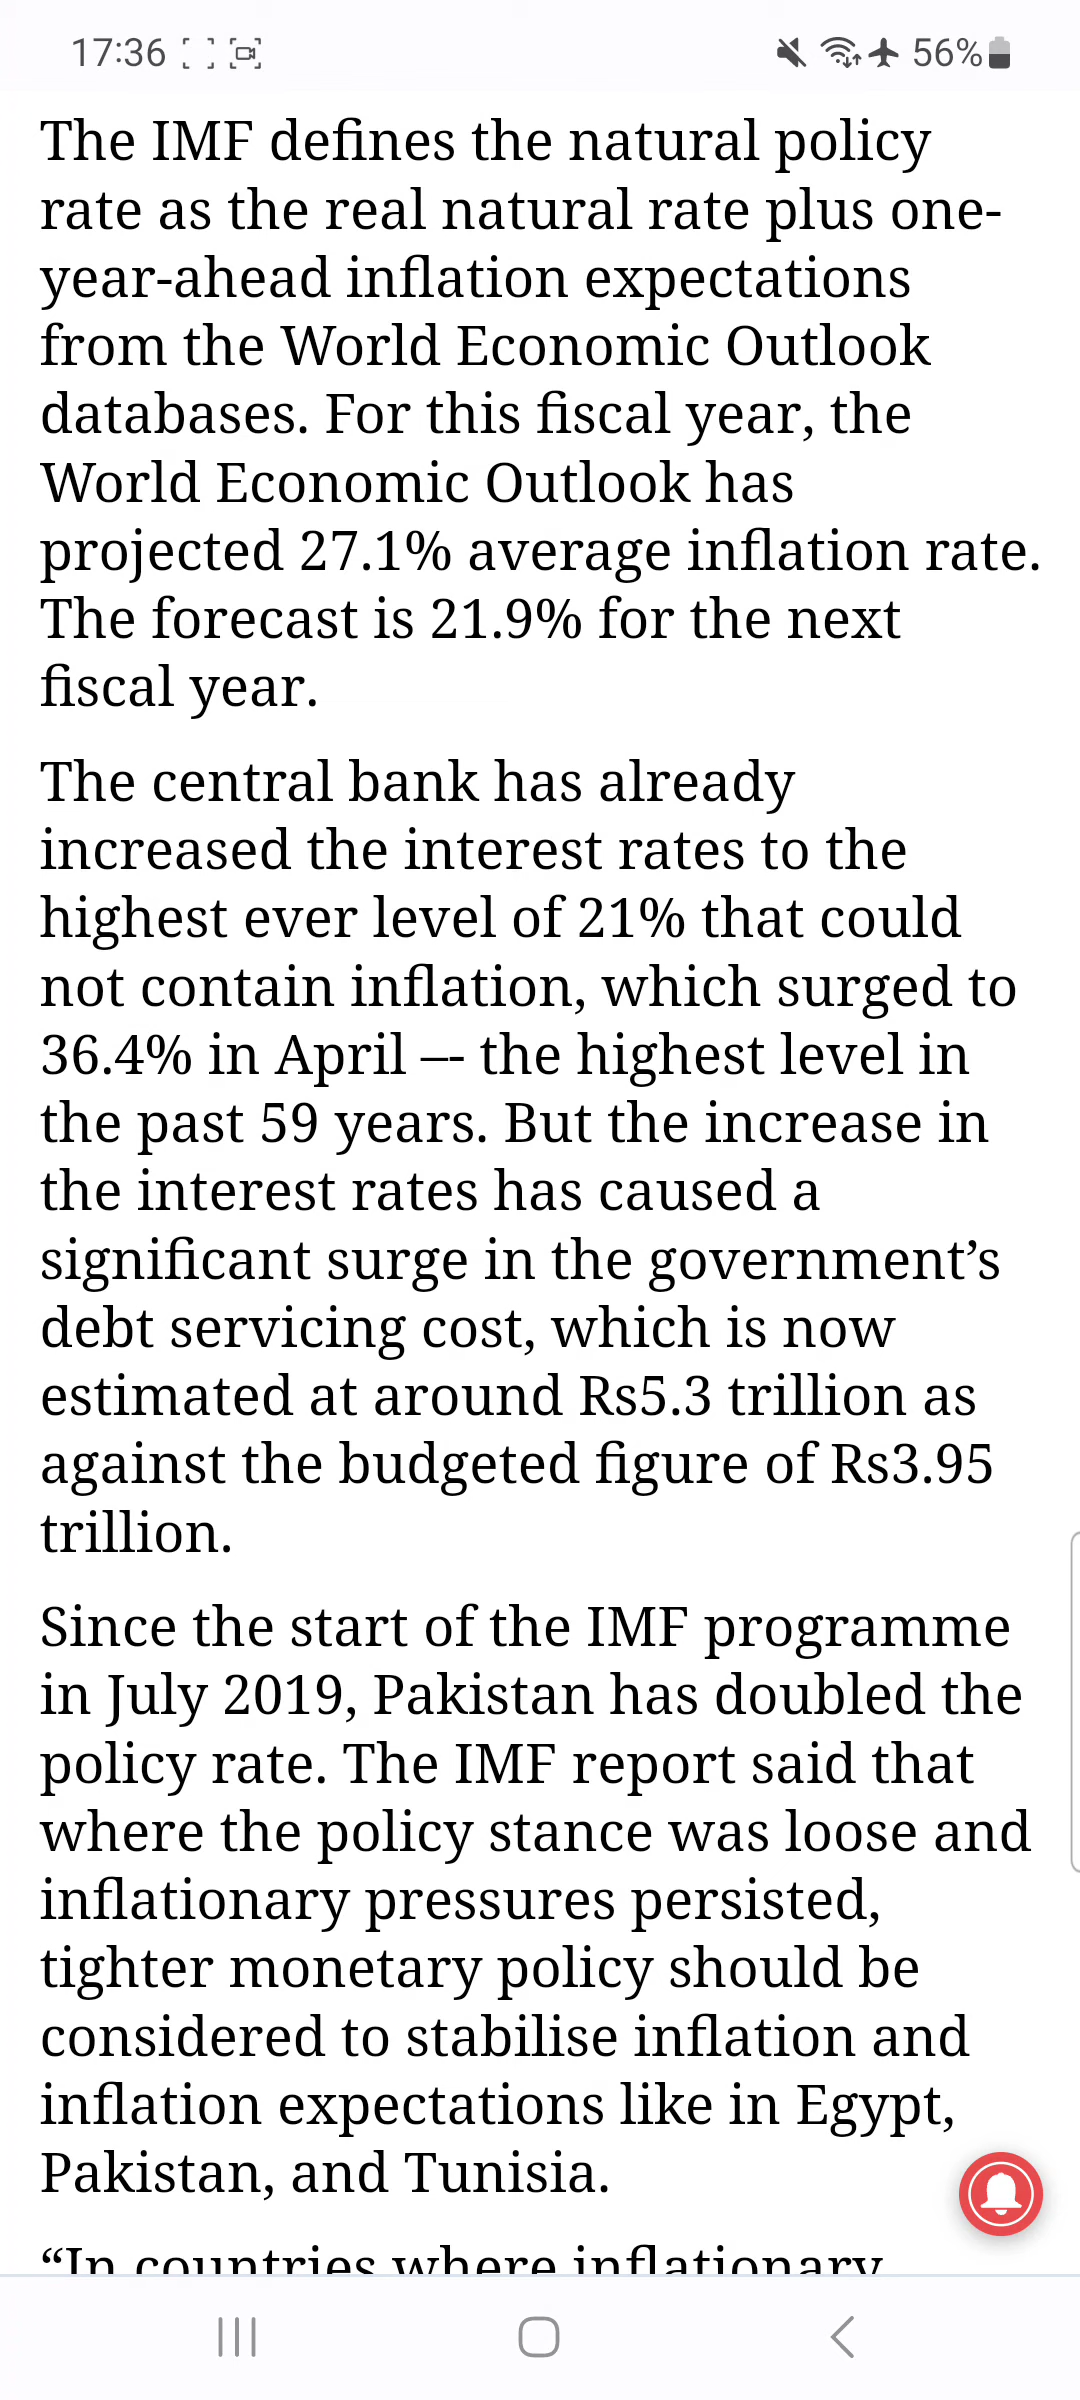 17:36
56%
The IMF defines the natural policy
rate as the real natural rate plus one-
year-ahead inflation expectations
from the World Economic Outlook
databases. For this fiscal year, the
World Economic Outlook has
projected 27.1% average inflation rate.
The forecast is 21.9% for the next
fiscal year.
The central bank has already
increased the interest rates to the
highest ever level of 21% that could
not contain inflation, which surged to
36.4% in April –- the highest level in
the past 59 years. But the increase in
the interest rates has caused a
significant surge in the government’s
debt servicing cost, which is now
estimated at around Rs5.3 trillion as
against the budgeted figure of Rs3.95
trillion.
Since the start of the IMF programme
in July 2019, Pakistan has doubled the
policy rate. The IMF report said that
where the policy stance was loose and
inflationary pressures persisted,
tighter monetary policy should be
considered to stabilise inflation and
inflation expectations like in Egypt,
Pakistan, and Tunisia.
“In countries where inflationary